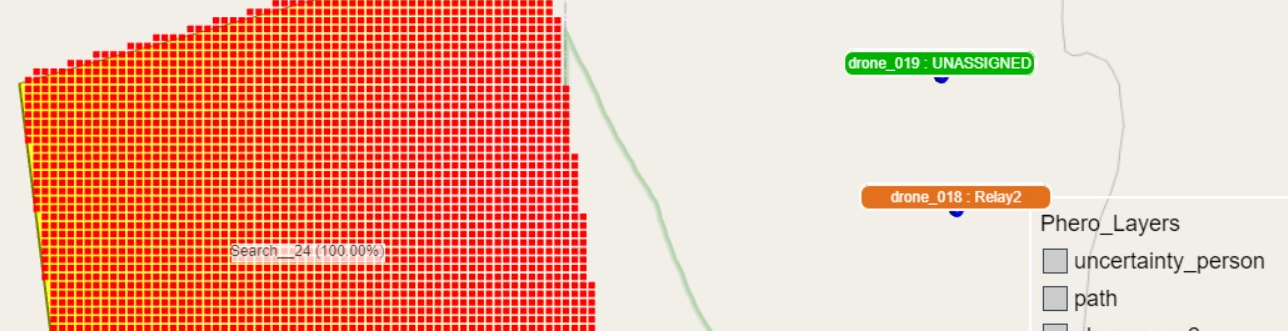 drone_019 : UNASSIGNED
drone_018 : Relay2
Search__24 (100.00%)
Phero_Layers
uncertainty_person
path